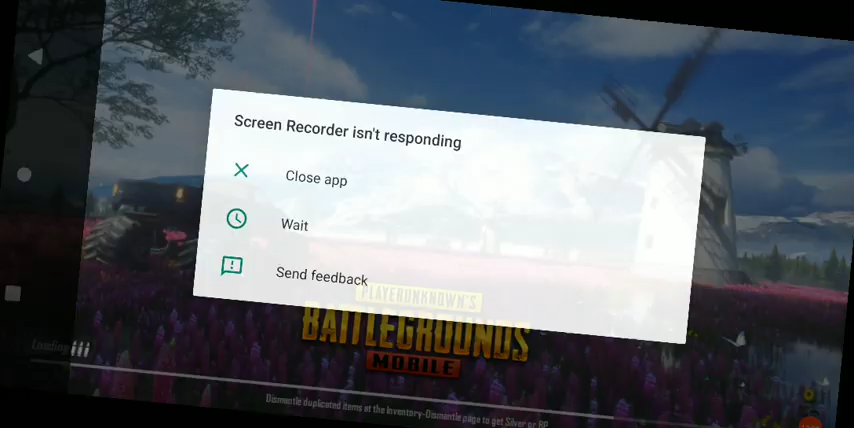 Screen Recorder isn't responding
Close app
Wait
Send feedback
PLAYERUNKNOWN'S
BATTLEGROUNDS
MOBILE
Loading
Dismantle duplicated items at the Inventory-Dismantle page to get Silver or BP